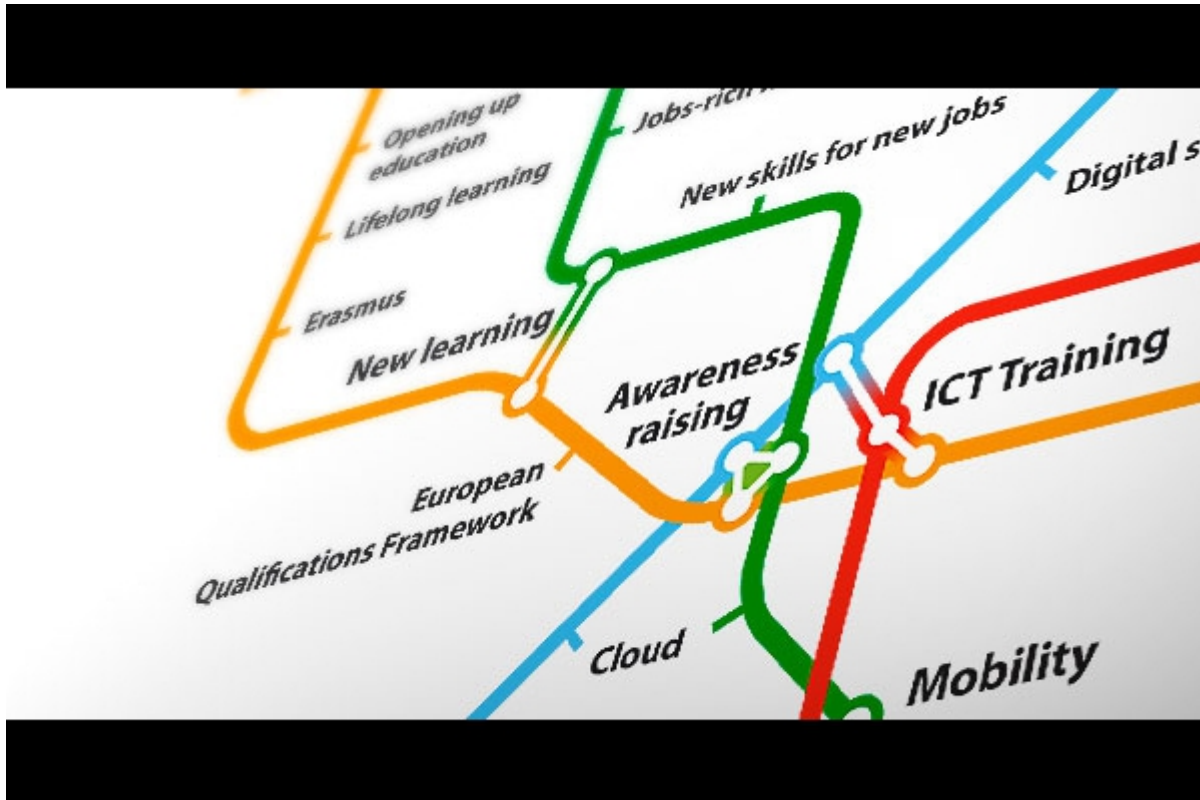 Opening up
education
Lifelong learning
Erasmus
New learning
European
Qualifications Framework
Jobs-rich
New skills for new jobs
Awareness
raising
Digital
ICT Training
Cloud
Mobility